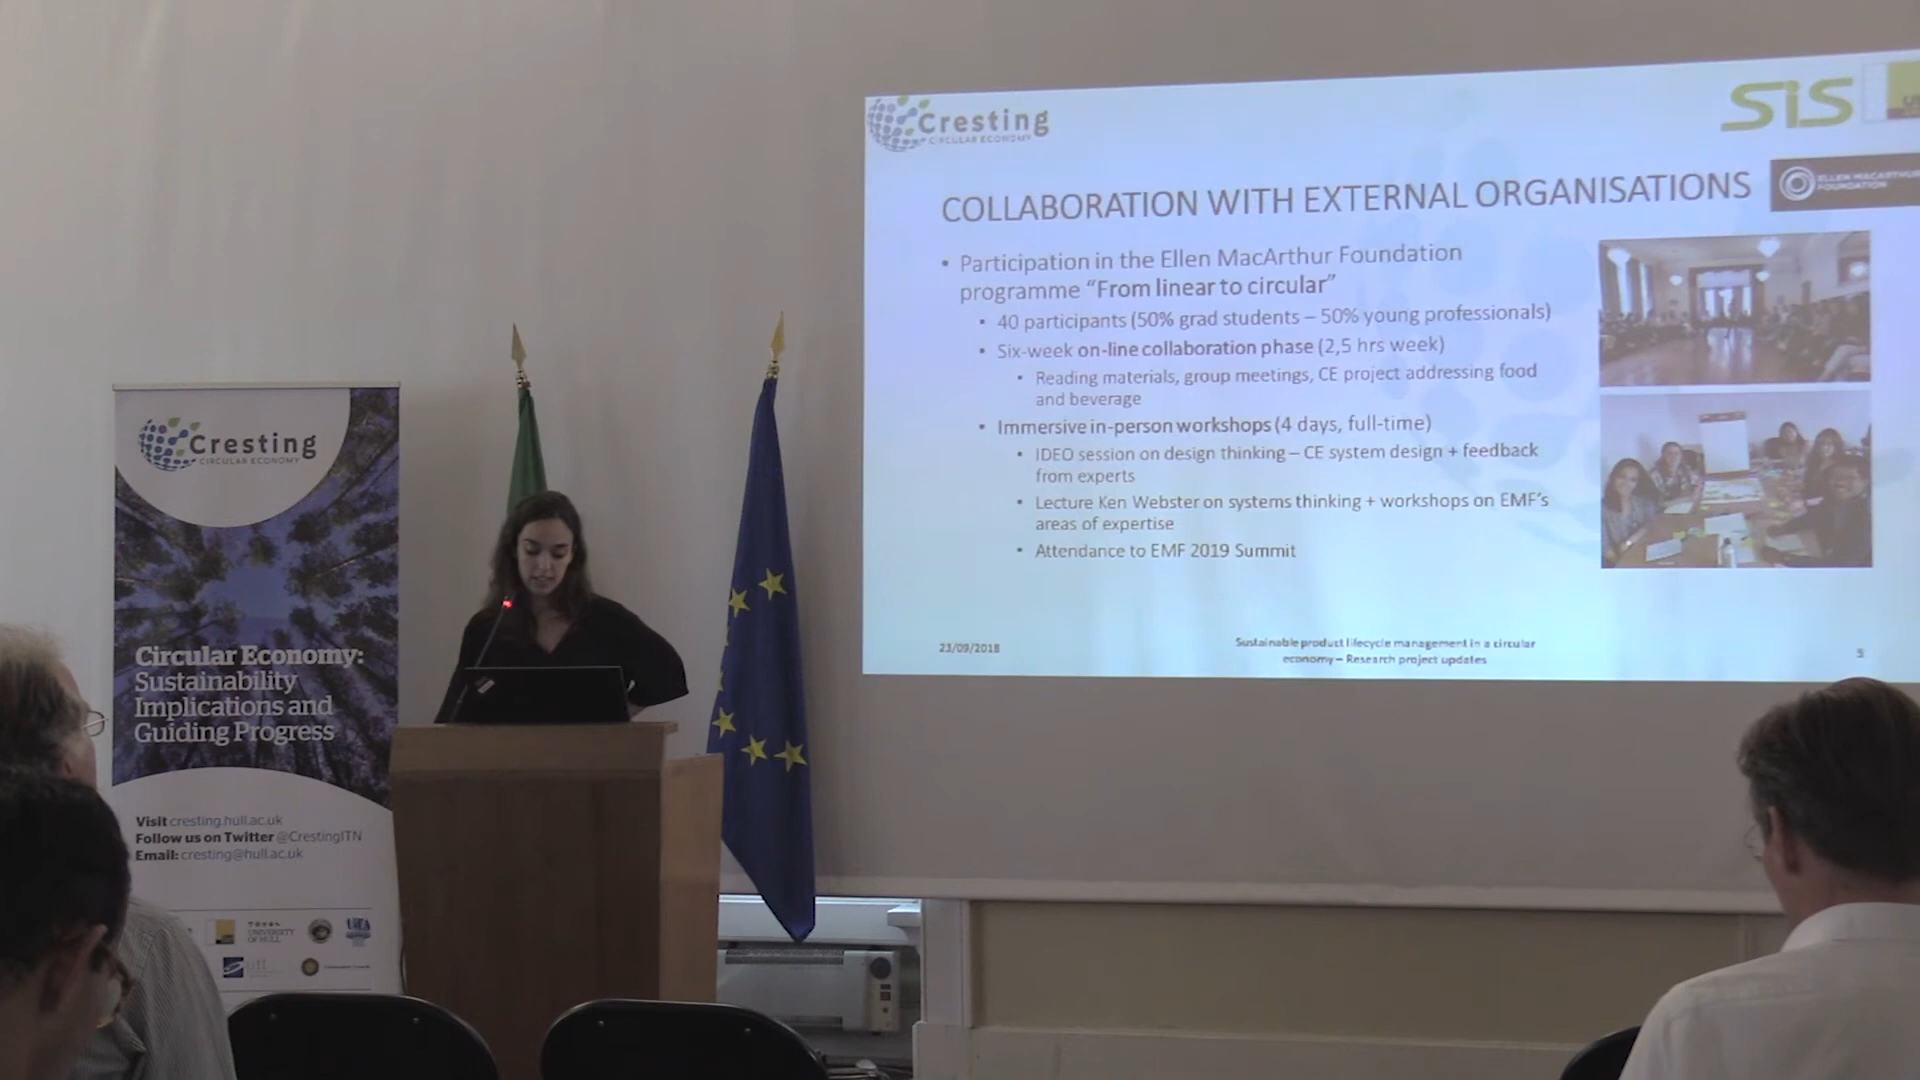 Cresting
CIRCULAR ECONOMY
SiS
COLLABORATION WITH EXTERNAL ORGANISATIONS
ELLEN MACARTHUR
FOUNDATION
• Participation in the Ellen MacArthur Foundation
programme “From linear to circular”
• 40 participants (50% grad students – 50% young professionals)
• Six-week on-line collaboration phase (2,5 hrs week)
• Reading materials, group meetings, CE project addressing food
and beverage
• Immersive in-person workshops (4 days, full-time)
• IDEO session on design thinking – CE system design + feedback
from experts
• Lecture Ken Webster on systems thinking + workshops on EMF’s
areas of expertise
• Attendance to EMF 2019 Summit
23/09/2018
Sustainable product lifecycle management in a circular
economy – Research project updates
5
Cresting
CIRCULAR ECONOMY
Circular Economy:
Sustainability
Implications and
Guiding Progress
Visit cresting.hull.ac.uk
Follow us on Twitter @CrestingITN
Email: cresting@hull.ac.uk
UNIVERSITY
OF HULL